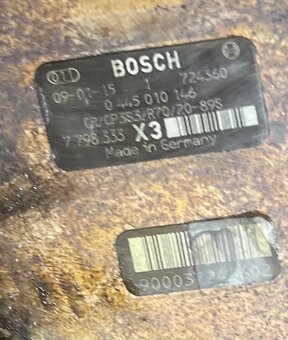 BOSCH
09-01-15 1 724360
0 445 010 146
CR/CP3S3/R70/20-89S
7 798 333 X3
Made in Germany